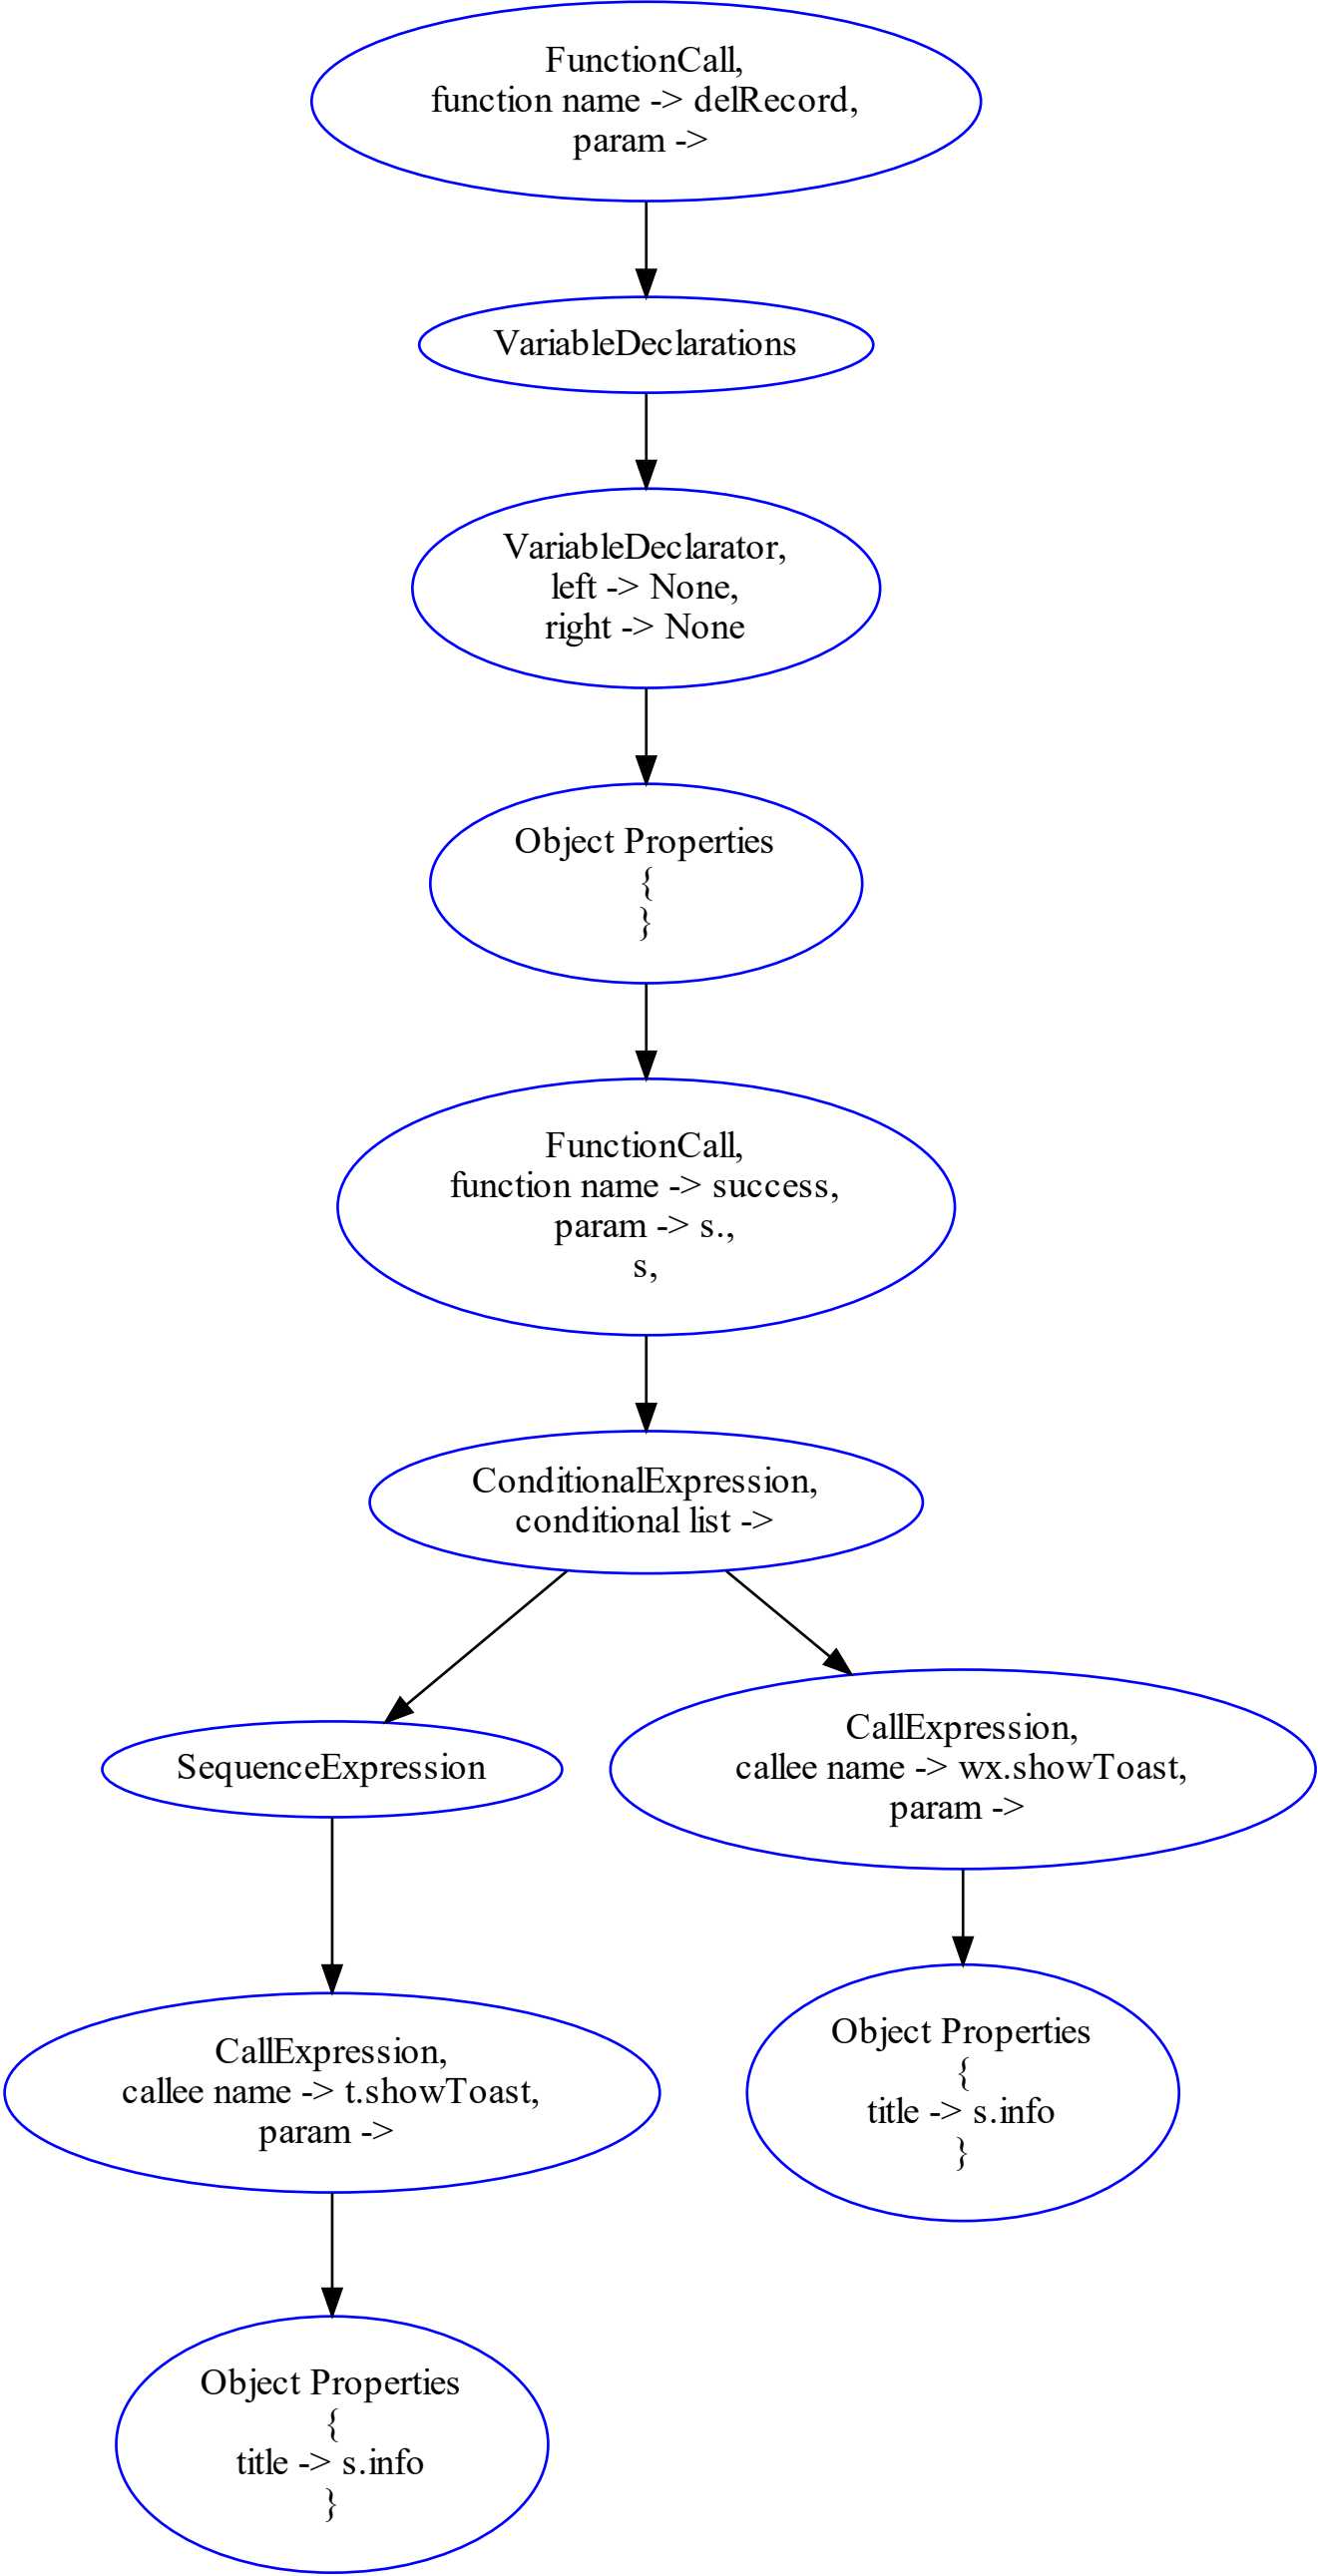 FunctionCall,
function name -> delRecord,
param ->
VariableDeclarations
VariableDeclarator,
left -> None,
right -> None
Object Properties
{
}
FunctionCall,
function name -> success,
param -> s.,
s,
ConditionalExpression,
conditional list ->
SequenceExpression
CallExpression,
callee name -> wx.showToast,
param ->
CallExpression,
callee name -> t.showToast,
param ->
Object Properties
{
title -> s.info
}
Object Properties
{
title -> s.info
}